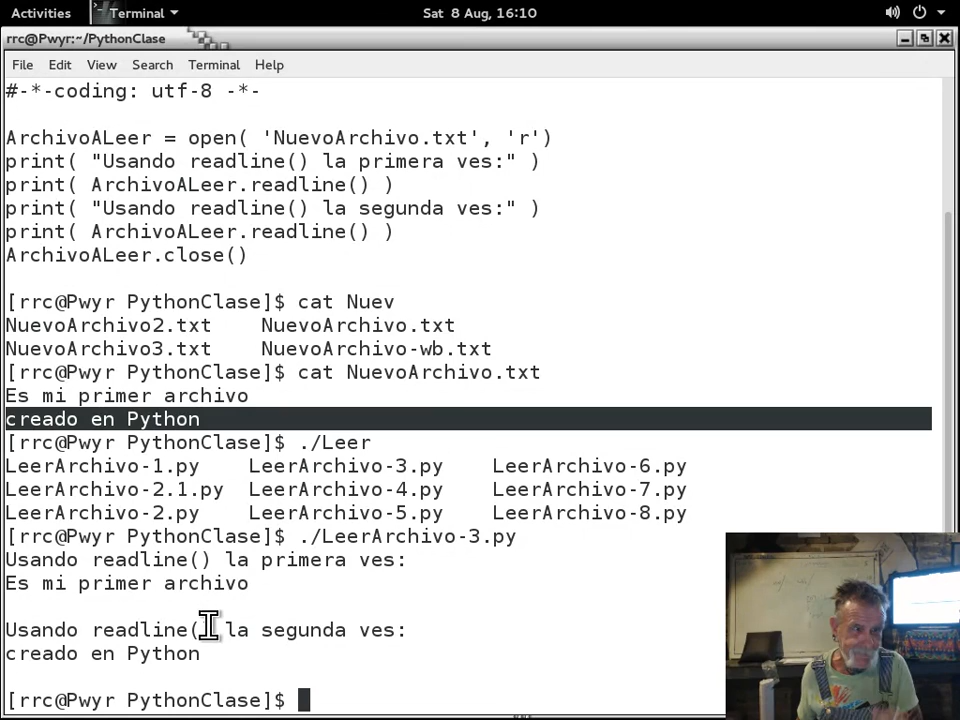 Activities Terminal Sat 8 Aug, 16:10
rrc@Pwyr:~/PythonClase
File Edit View Search Terminal Help
#-*-coding: utf-8 -*-
ArchivoALeer = open( 'NuevoArchivo.txt', 'r')
print( "Usando readline() la primera ves:" )
print( ArchivoALeer.readline() )
print( "Usando readline() la segunda ves:" )
print( ArchivoALeer.readline() )
ArchivoALeer.close()
[rrc@Pwyr PythonClase]$ cat Nuev
NuevoArchivo2.txt NuevoArchivo.txt
NuevoArchivo3.txt NuevoArchivo-wb.txt
[rrc@Pwyr PythonClase]$ cat NuevoArchivo.txt
Es mi primer archivo
creado en Python
[rrc@Pwyr PythonClase]$ ./Leer
LeerArchivo-1.py LeerArchivo-3.py LeerArchivo-6.py
LeerArchivo-2.1.py LeerArchivo-4.py LeerArchivo-7.py
LeerArchivo-2.py LeerArchivo-5.py LeerArchivo-8.py
[rrc@Pwyr PythonClase]$ ./LeerArchivo-3.py
Usando readline() la primera ves:
Es mi primer archivo
Usando readline() la segunda ves:
creado en Python
[rrc@Pwyr PythonClase]$